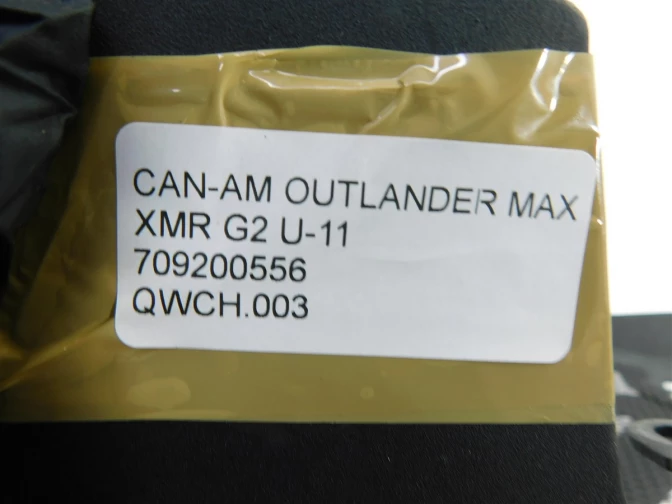 CAN-AM OUTLANDER MAX
XMR G2 U-11
709200556
QWCH.003